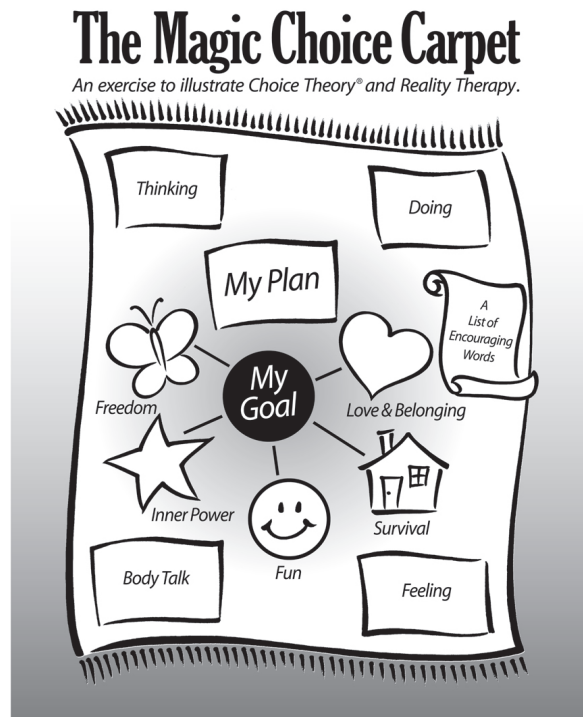 The Magic Choice Carpet
An exercise to illustrate Choice Theory® and Reality Therapy.
Thinking
Doing
My Plan
A
List of
Encouraging
Words
My
Goal
Freedom
Love & Belonging
Inner Power
Survival
Fun
Body Talk
Feeling